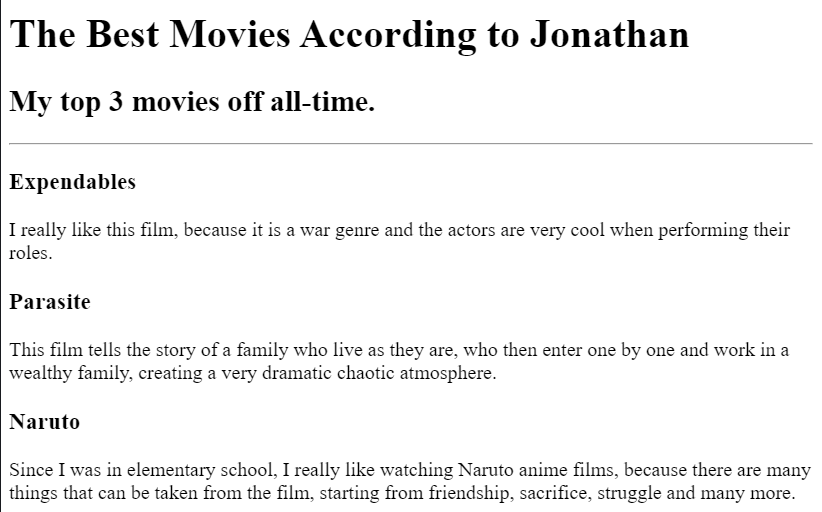 The Best Movies According to Jonathan
My top 3 movies off all-time.
Expendables
I really like this film, because it is a war genre and the actors are very cool when performing their
roles.
Parasite
This film tells the story of a family who live as they are, who then enter one by one and work in a
wealthy family, creating a very dramatic chaotic atmosphere.
Naruto
Since I was in elementary school, I really like watching Naruto anime films, because there are many
things that can be taken from the film, starting from friendship, sacrifice, struggle and many more.